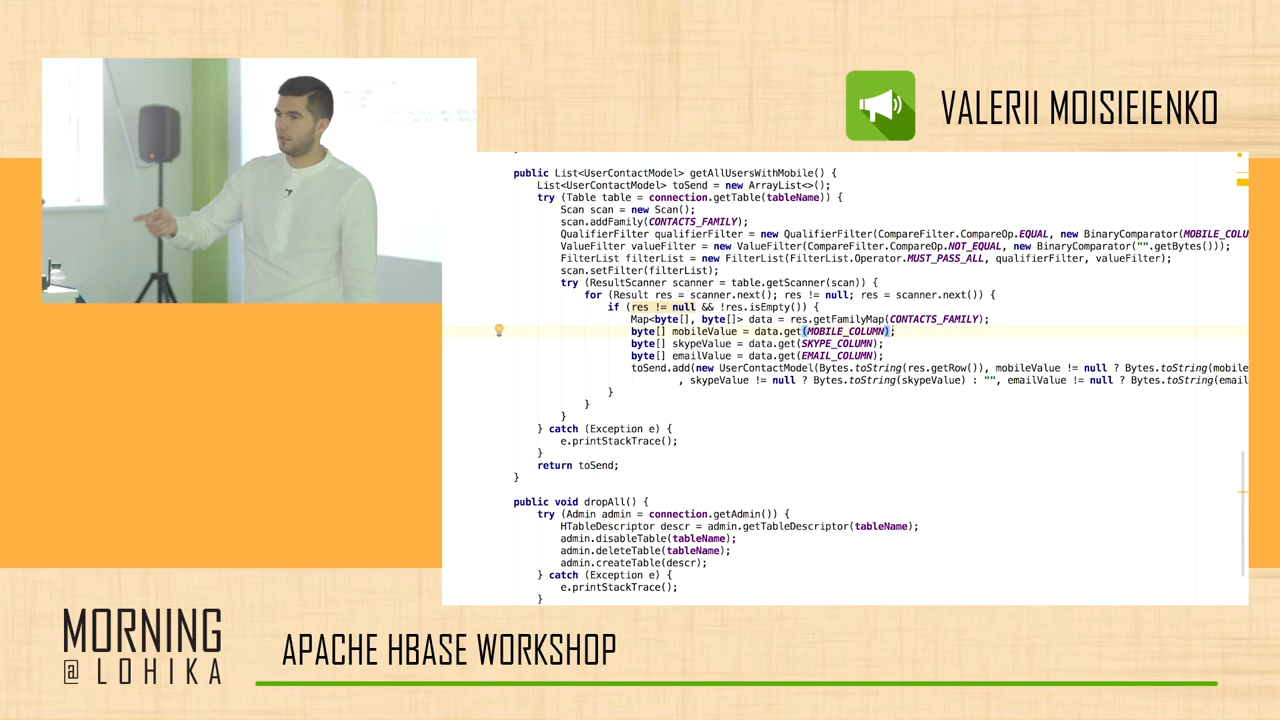 VALERII MOISIEIENKO
public List<UserContactModel> getAllUsersWithMobile() {
List<UserContactModel> toSend = new ArrayList<>();
try (Table table = connection.getTable(tableName)) {
Scan scan = new Scan();
scan.addFamily(CONTACTS_FAMILY);
QualifierFilter qualifierFilter = new QualifierFilter(CompareFilter.CompareOp.EQUAL, new BinaryComparator(MOBILE_COLU
ValueFilter valueFilter = new ValueFilter(CompareFilter.CompareOp.NOT_EQUAL, new BinaryComparator("".getBytes()));
FilterList filterList = new FilterList(FilterList.Operator.MUST_PASS_ALL, qualifierFilter, valueFilter);
scan.setFilter(filterList);
try (ResultScanner scanner = table.getScanner(scan)) {
for (Result res = scanner.next(); res != null; res = scanner.next()) {
if (res != null && !res.isEmpty()) {
Map<byte[], byte[]> data = res.getFamilyMap(CONTACTS_FAMILY);
byte[] mobileValue = data.get(MOBILE_COLUMN);
byte[] skypeValue = data.get(SKYPE_COLUMN);
byte[] emailValue = data.get(EMAIL_COLUMN);
toSend.add(new UserContactModel(Bytes.toString(res.getRow()), mobileValue != null ? Bytes.toString(mobile
, skypeValue != null ? Bytes.toString(skypeValue) : "", emailValue != null ? Bytes.toString(email
}
}
}
} catch (Exception e) {
e.printStackTrace();
}
return toSend;
}
public void dropAll() {
try (Admin admin = connection.getAdmin()) {
HTableDescriptor descr = admin.getTableDescriptor(tableName);
admin.disableTable(tableName);
admin.deleteTable(tableName);
admin.createTable(descr);
} catch (Exception e) {
e.printStackTrace();
}
MORNING
@ LOHIKA
APACHE HBASE WORKSHOP